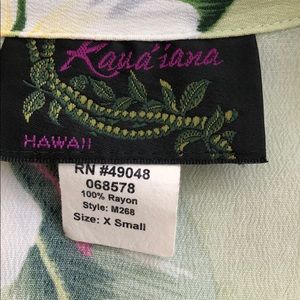 Kaua'iana
HAWAII
RN #49048
068578
100% Rayon
Style: M268
Size: X Small